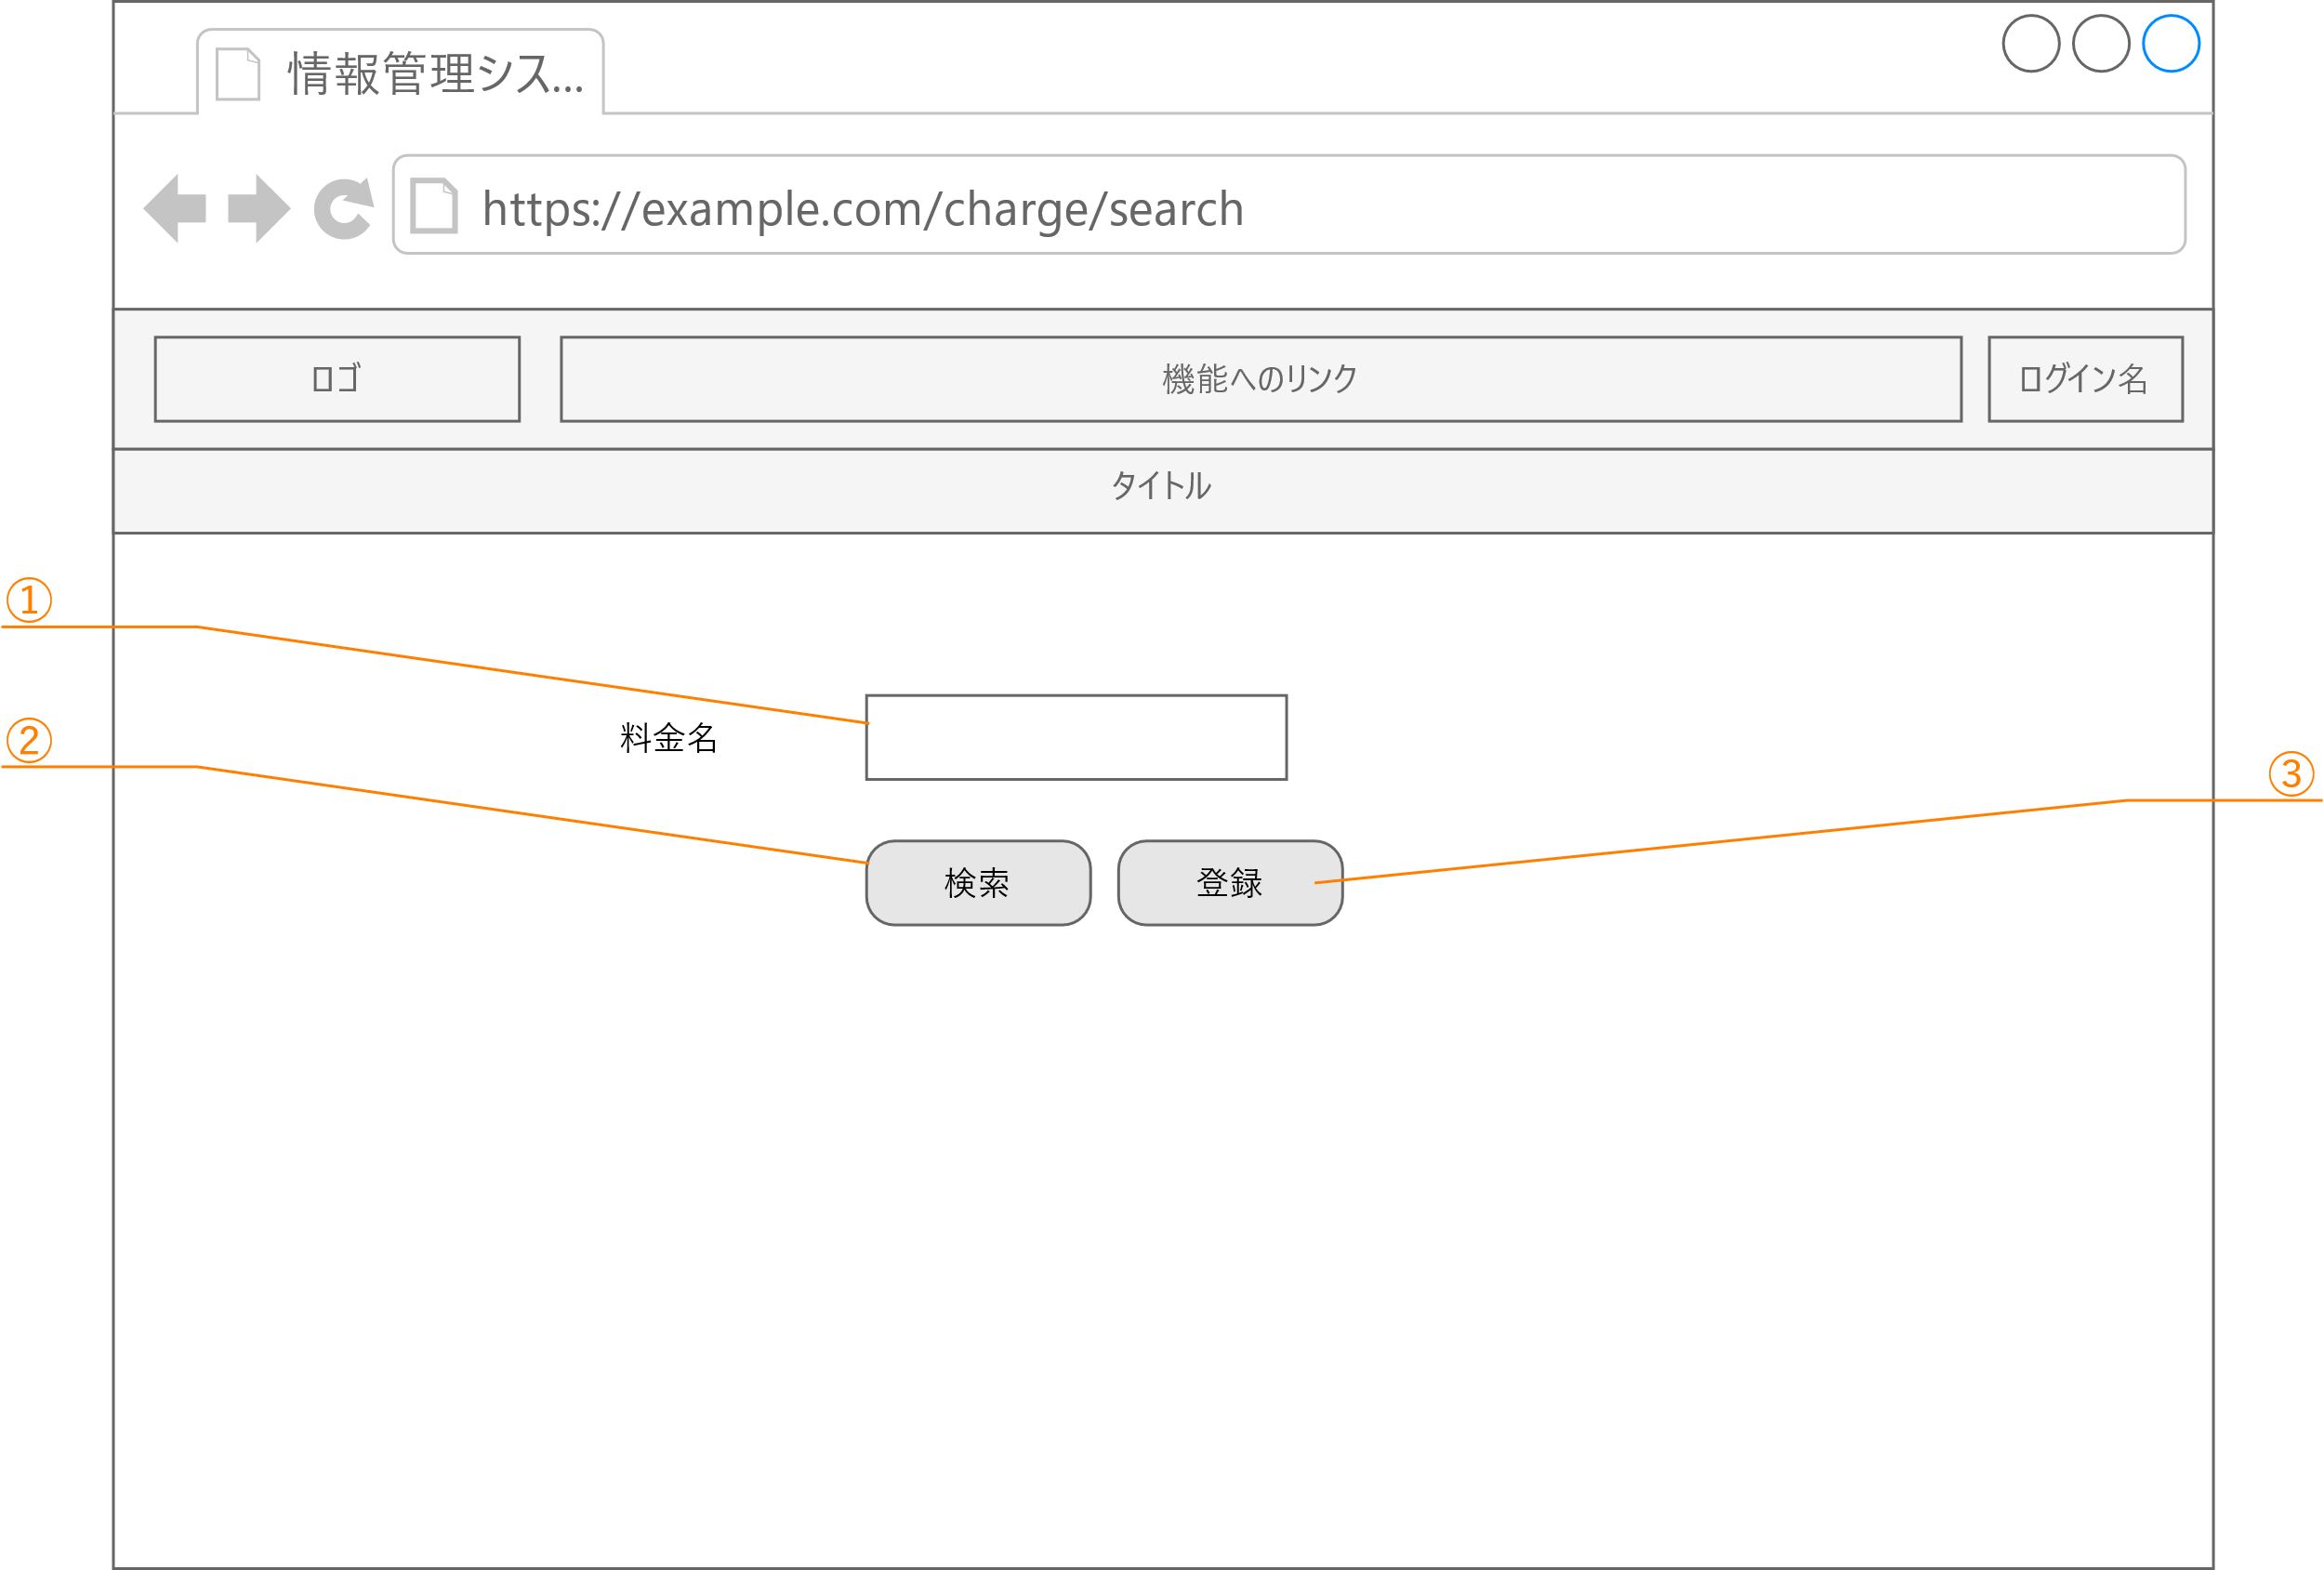 情報管理シス...
https://example.com/charge/search
ロゴ
機能へのリンク
ログイン名
タイトル
①
料金名
②
③
検索
登録